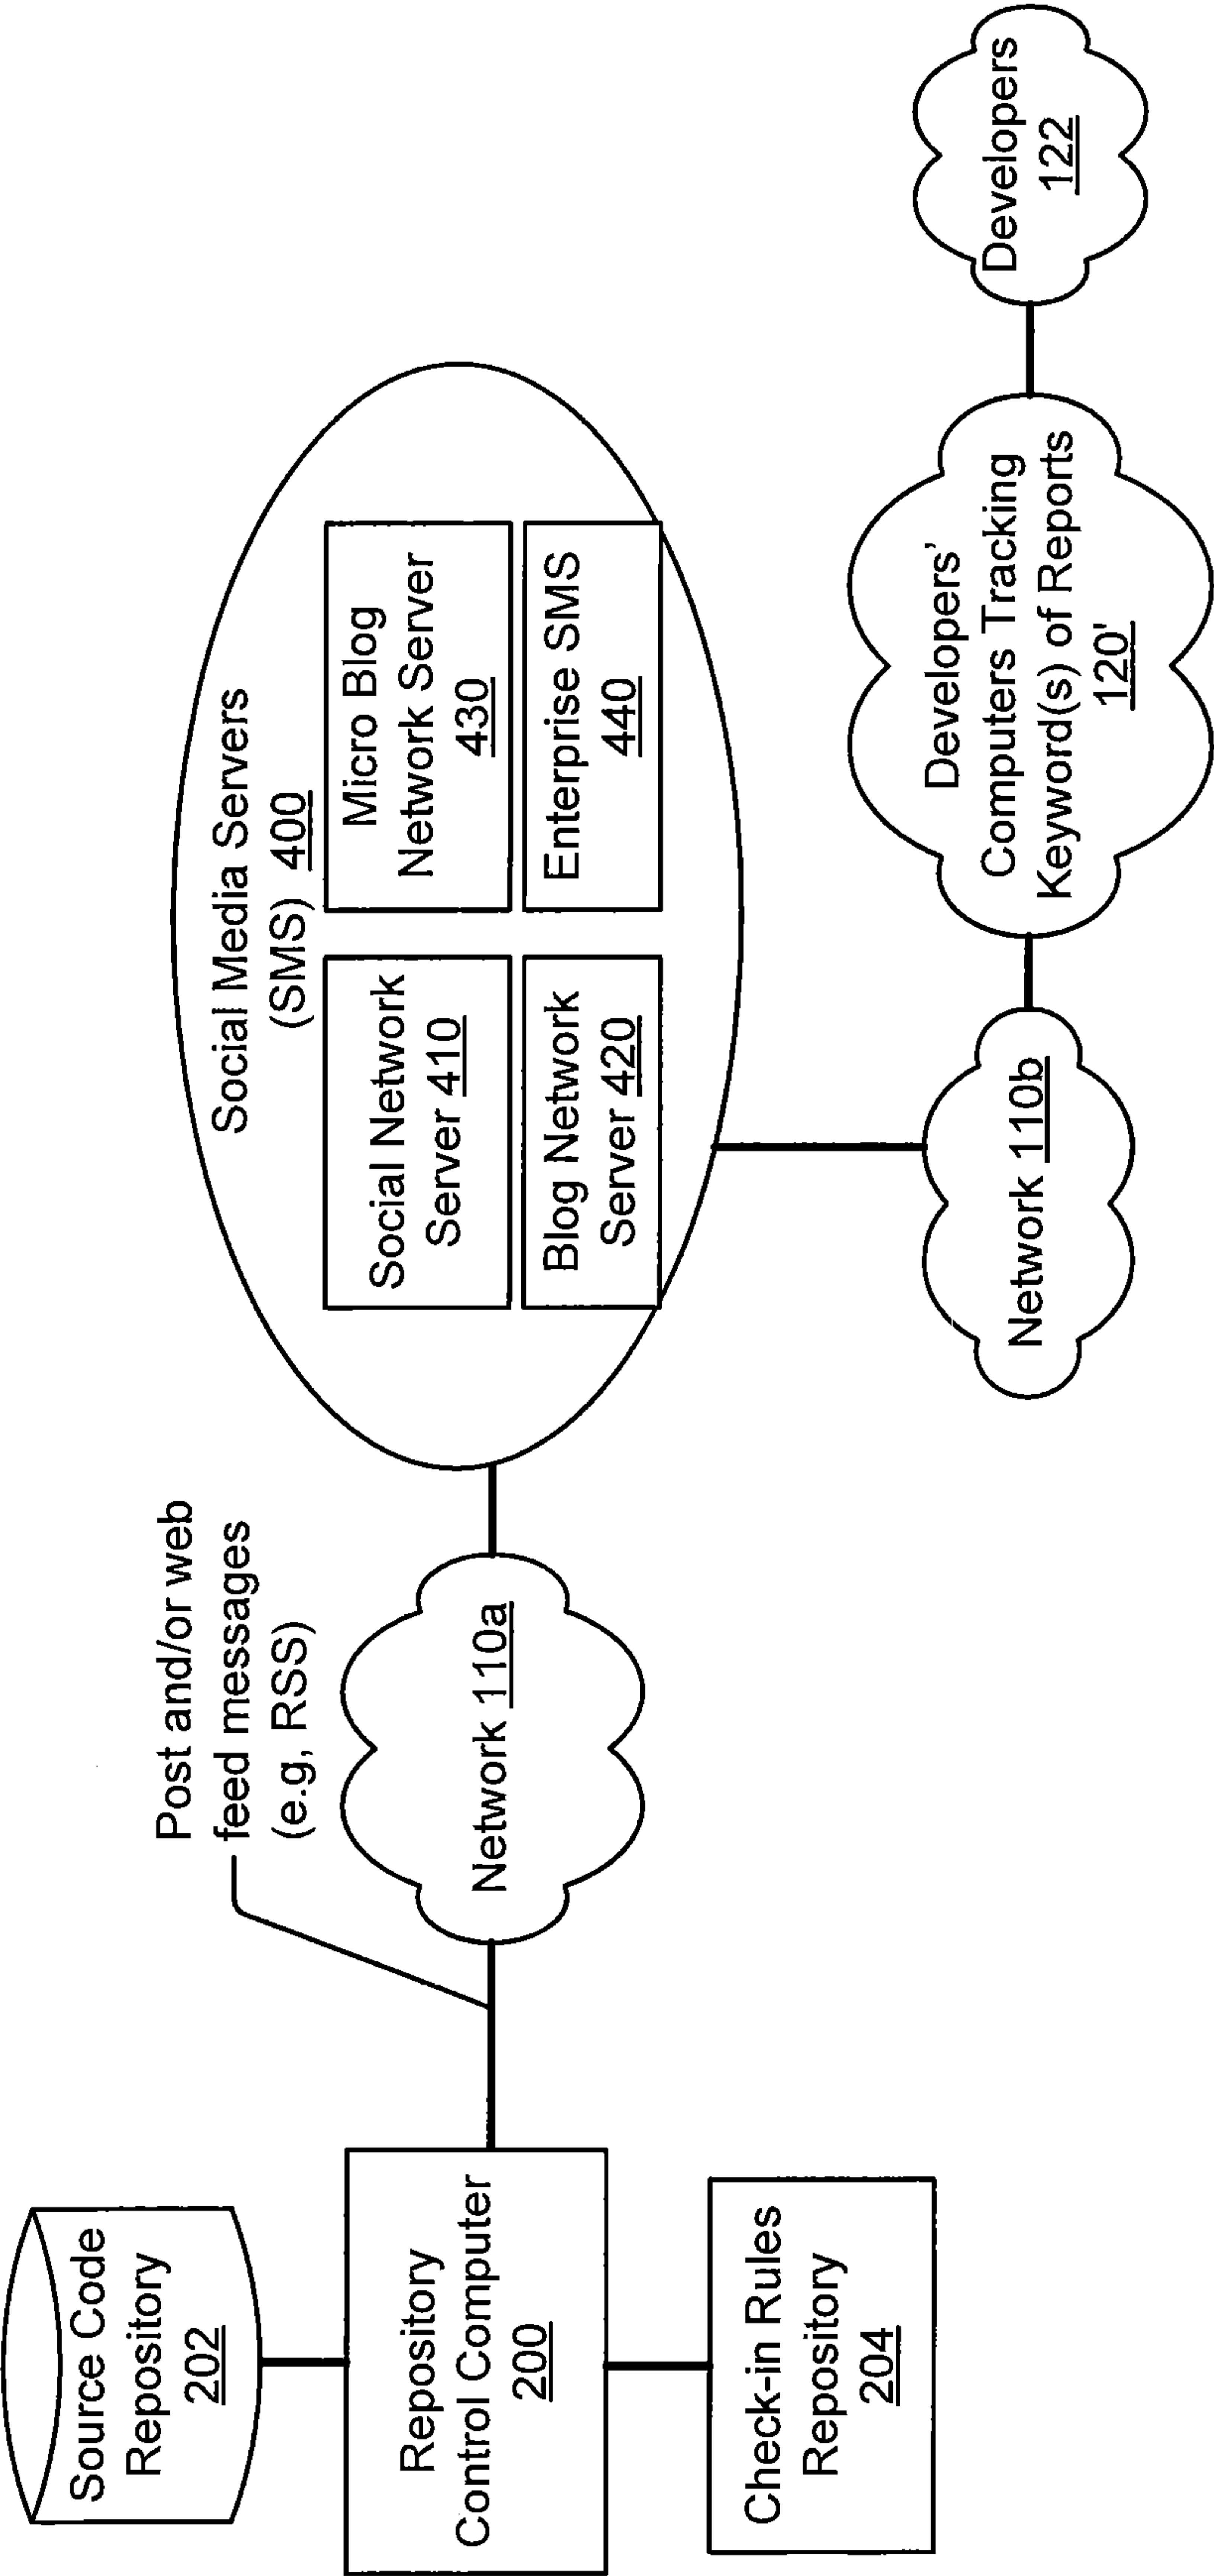 Source Code
Repository
202
Repository
Control Computer
200
Check-in Rules
Repository
204
Post and/or web
feed messages
(e.g, RSS)
Network 110a
Social Media Servers
(SMS) 400
Social Network
Server 410
Micro Blog
Network Server
430
Blog Network
Server 420
Enterprise SMS
440
Network 110b
Developers’
Computers Tracking
Keyword(s) of Reports
120'
Developers
122